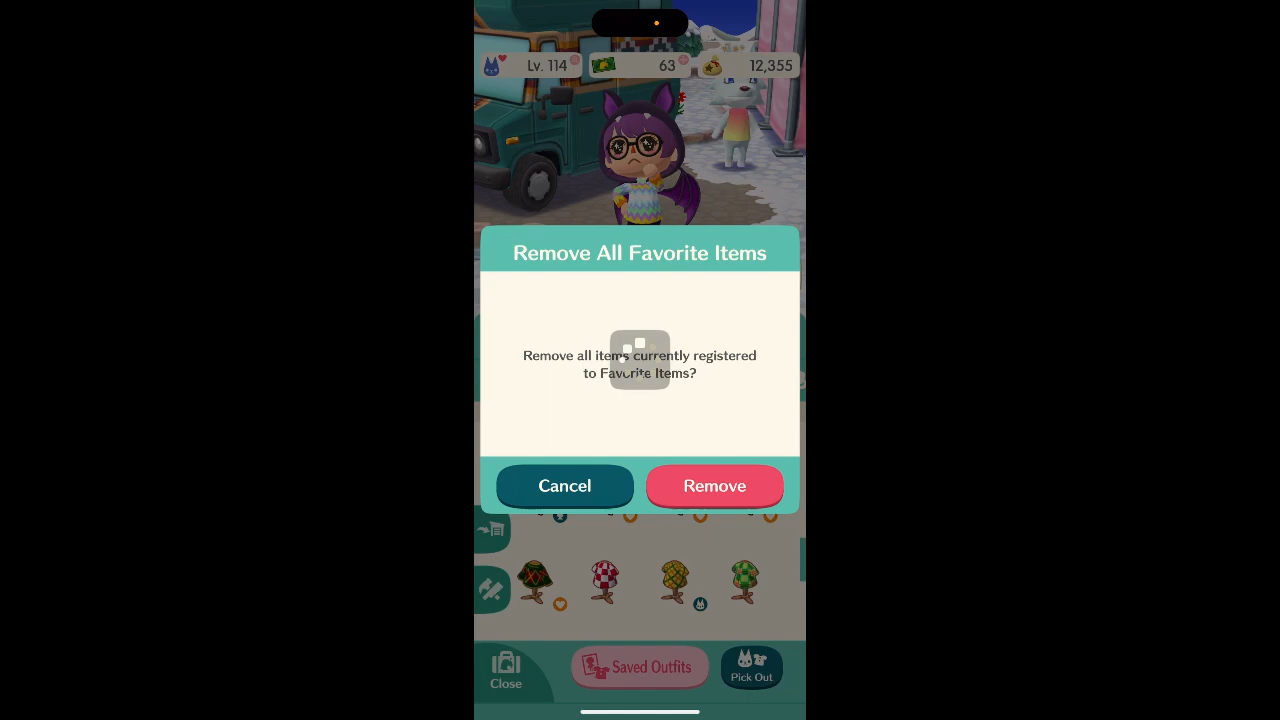 Lv. 114
63
12,355
Remove All Favorite Items
Remove all items currently registered
to Favorite Items?
Cancel
Remove
Close
Saved Outfits
Pick Out